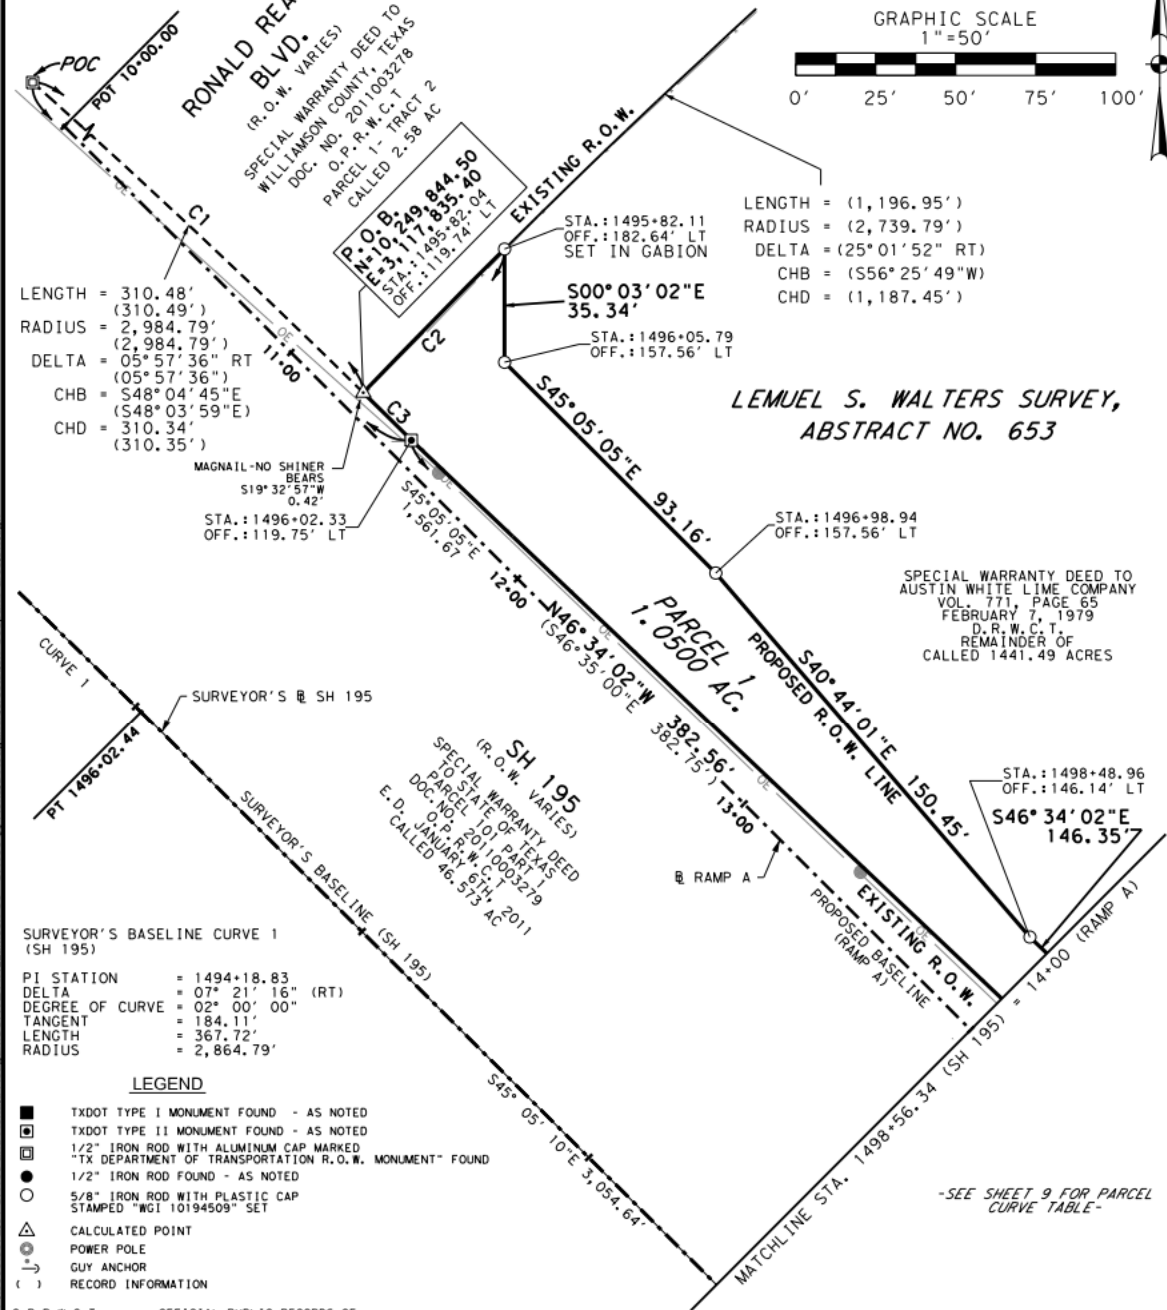 POC
POT 10+00.00
RONALD REA
BLVD.
(R.O.W. VARIES)
SPECIAL WARRANTY DEED TO
WILLIAMSON COUNTY, TEXAS
DOC. NO. 2011003278
O.P.R.W.C.T
PARCEL 1- TRACT 2
CALLED 2.58 AC
GRAPHIC SCALE
1"=50'
0' 25' 50' 75' 100'
P.O.B.
N=10,249,844.50
E=3,117,835.40
STA.:1495+82.04
OFF.:119.74' LT
EXISTING R.O.W.
STA.:1495+82.11
OFF.:182.64' LT
SET IN GABION
LENGTH = (1,196.95')
RADIUS = (2,739.79')
DELTA = (25°01'52" RT)
CHB = (S56°25'49"W)
CHD = (1,187.45')
OE
C1
LENGTH = 310.48'
(310.49')
RADIUS = 2,984.79'
(2,984.79')
DELTA = 05°57'36" RT
(05°57'36")
CHB = S48°04'45"E
(S48°03'59"E)
CHD = 310.34'
(310.35')
OE
11+00
C2
S00°03'02"E
35.34'
STA.:1496+05.79
OFF.:157.56' LT
C3
MAGNAIL-NO SHINER
BEARS
S19°32'57"W
0.42'
STA.:1496+02.33
OFF.:119.75' LT
OE
S45°05'05"E
1,561.67
S45°05'05"E 93.16'
LEMUEL S. WALTERS SURVEY,
ABSTRACT NO. 653
STA.:1496+98.94
OFF.:157.56' LT
SPECIAL WARRANTY DEED TO
AUSTIN WHITE LIME COMPANY
VOL. 771, PAGE 65
FEBRUARY 7, 1979
D.R.W.C.T.
REMAINDER OF
CALLED 1441.49 ACRES
12+00
PARCEL 1
1.0500 AC.
OE
N46°34'02"W 382.56'
(S46°35'00"E 382.75')
S40°44'01"E 150.45'
PROPOSED R.O.W. LINE
CURVE 1
SURVEYOR'S ℄ SH 195
PT 1496+02.44
SH 195
(R.O.W. VARIES)
SPECIAL WARRANTY DEED
TO STATE OF TEXAS
PARCEL 101 PART 1
DOC. NO. 20110003279
O.P.R.W.C.T
E.D. JANUARY 6TH, 2011
CALLED 46.573 AC
OE
13+00
STA.:1498+48.96
OFF.:146.14' LT
S46°34'02"E
146.35'
℄ RAMP A
EXISTING R.O.W.
OE
PROPOSED BASELINE
(RAMP A)
SURVEYOR'S BASELINE (SH 195)
S45° 05' 10"E 3,054.64'
MATCHLINE STA. 1498+56.34 (SH 195) = 14+00 (RAMP A)
SURVEYOR'S BASELINE CURVE 1
(SH 195)
PI STATION = 1494+18.83
DELTA = 07° 21' 16" (RT)
DEGREE OF CURVE = 02° 00' 00"
TANGENT = 184.11'
LENGTH = 367.72'
RADIUS = 2,864.79'
LEGEND
TXDOT TYPE I MONUMENT FOUND - AS NOTED
TXDOT TYPE II MONUMENT FOUND - AS NOTED
1/2" IRON ROD WITH ALUMINUM CAP MARKED
"TX DEPARTMENT OF TRANSPORTATION R.O.W. MONUMENT" FOUND
1/2" IRON ROD FOUND - AS NOTED
5/8" IRON ROD WITH PLASTIC CAP
STAMPED "WGI 10194509" SET
CALCULATED POINT
POWER POLE
GUY ANCHOR
( ) RECORD INFORMATION
-SEE SHEET 9 FOR PARCEL
CURVE TABLE-